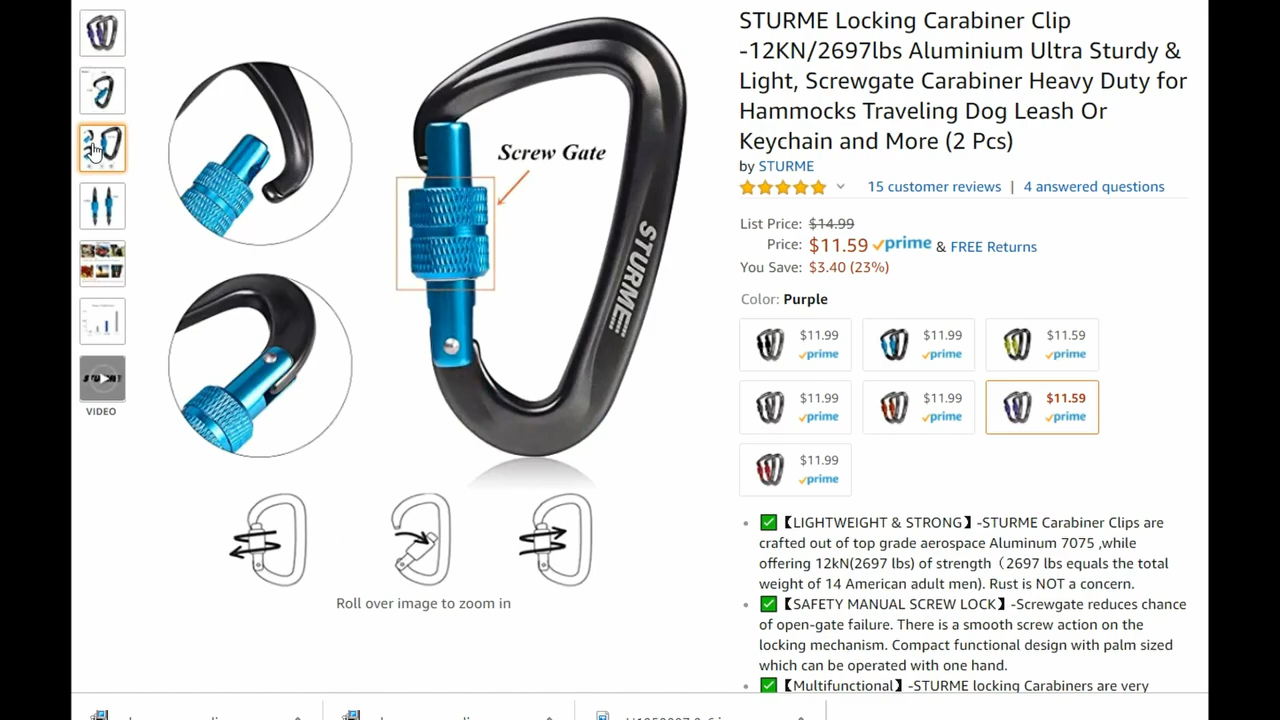 STURME Locking Carabiner Clip
-12KN/2697lbs Aluminium Ultra Sturdy &
Light, Screwgate Carabiner Heavy Duty for
Hammocks Traveling Dog Leash Or
Keychain and More (2 Pcs)
by STURME
15 customer reviews | 4 answered questions
List Price: $14.99
Price: $11.59 prime & FREE Returns
You Save: $3.40 (23%)
Color: Purple
$11.99 prime
$11.99 prime
$11.59 prime
$11.99 prime
$11.99 prime
$11.59 prime
$11.99 prime
✅【LIGHTWEIGHT & STRONG】-STURME Carabiner Clips are
crafted out of top grade aerospace Aluminum 7075 ,while
offering 12kN(2697 lbs) of strength（2697 lbs equals the total
weight of 14 American adult men). Rust is NOT a concern.
✅【SAFETY MANUAL SCREW LOCK】-Screwgate reduces chance
of open-gate failure. There is a smooth screw action on the
locking mechanism. Compact functional design with palm sized
which can be operated with one hand.
✅【Multifunctional】-STURME locking Carabiners are very
Screw Gate
STURME
Roll over image to zoom in
VIDEO